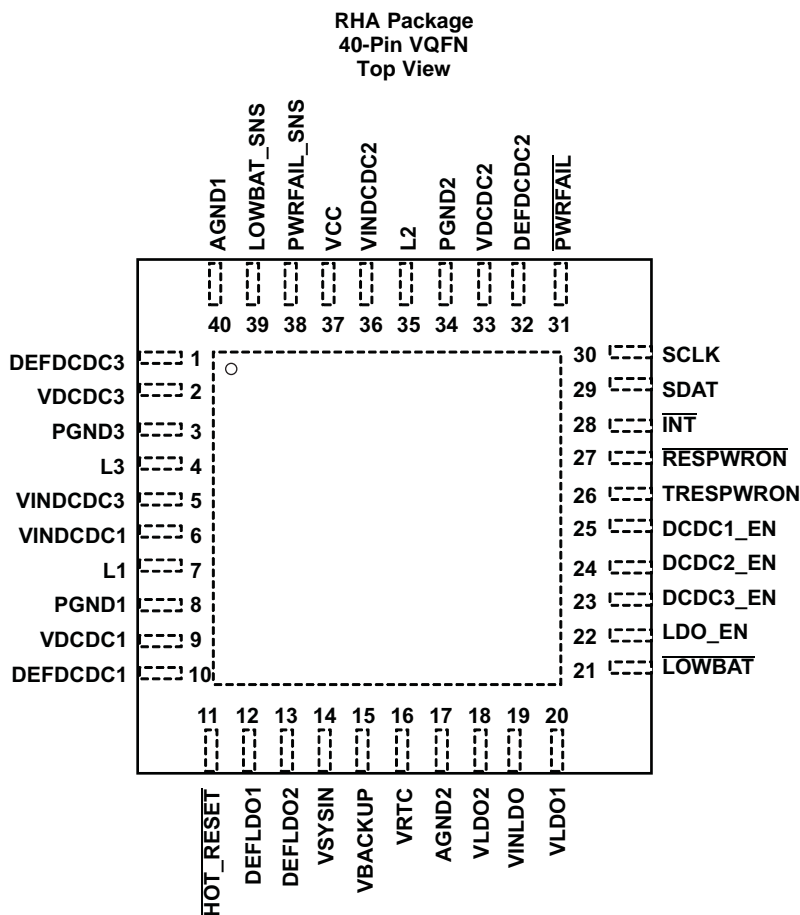 RHA Package
40-Pin VQFN
Top View
AGND1
LOWBAT_SNS
PWRFAIL_SNS
VCC
VINDCDC2
L2
PGND2
VDCDC2
DEFDCDC2
PWRFAIL
40 39 38 37 36 35 34 33 32 31
DEFDCDC3 1
VDCDC3 2
PGND3 3
L3 4
VINDCDC3 5
VINDCDC1 6
L1 7
PGND1 8
VDCDC1 9
DEFDCDC1 10
30 SCLK
29 SDAT
28 INT
27 RESPWRON
26 TRESPWRON
25 DCDC1_EN
24 DCDC2_EN
23 DCDC3_EN
22 LDO_EN
21 LOWBAT
11 12 13 14 15 16 17 18 19 20
HOT_RESET
DEFLDO1
DEFLDO2
VSYSIN
VBACKUP
VRTC
AGND2
VLDO2
VINLDO
VLDO1